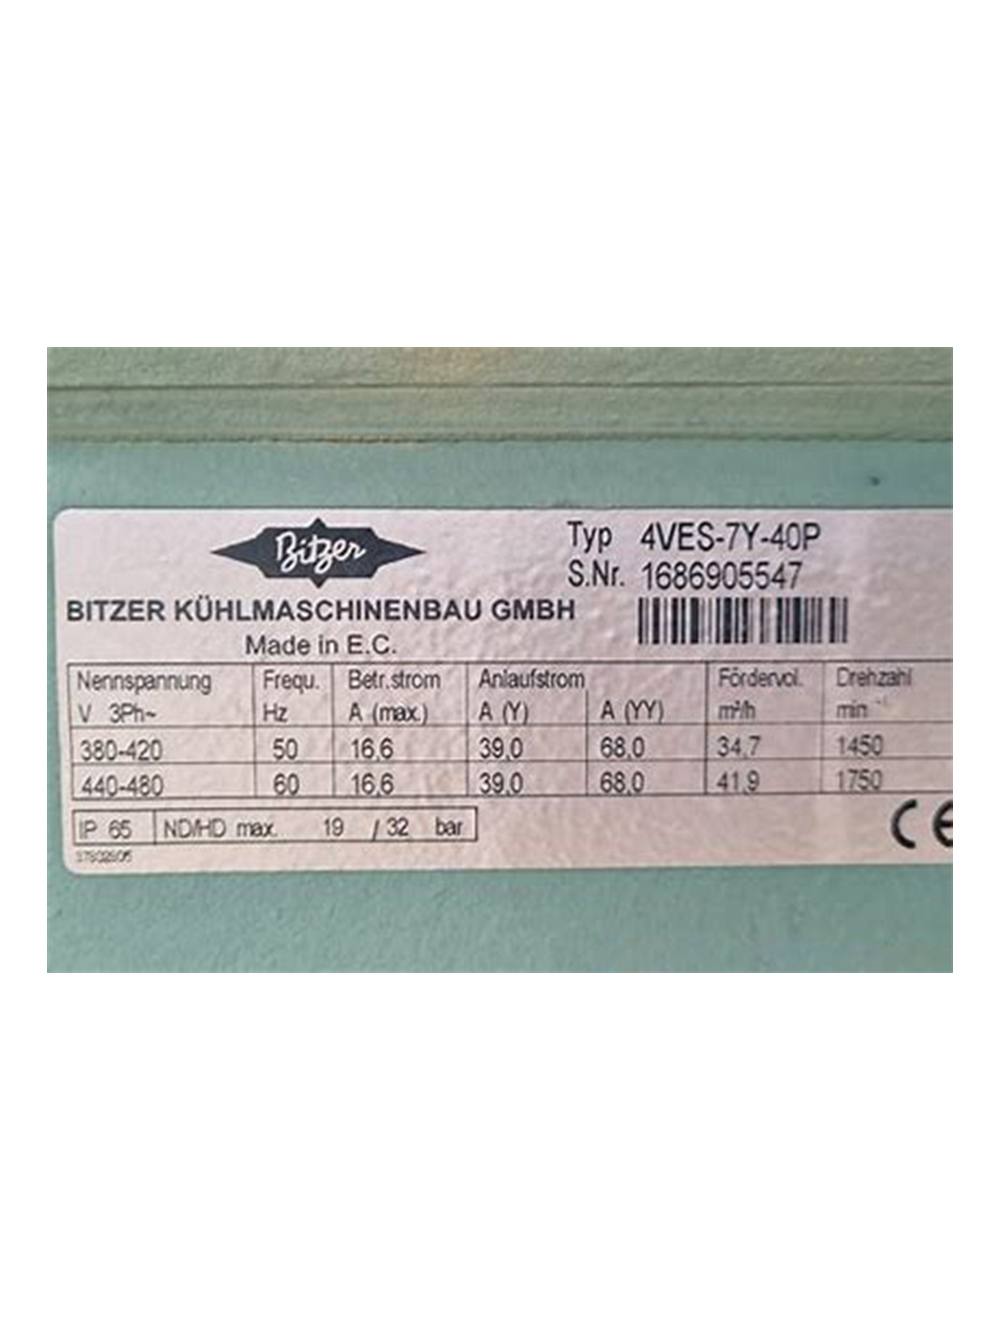 Bitzer
Typ 4VES-7Y-40P
S.Nr. 1686905547
BITZER KÜHLMASCHINENBAU GMBH
Made in E.C.
Nennspannung Frequ. Betr.strom Anlaufstrom Fördervol. Drehzahl
V 3Ph~ Hz A (max.) A (Y) A (YY) m³/h min⁻¹
380-420 50 16,6 39,0 68,0 34,7 1450
440-480 60 16,6 39,0 68,0 41,9 1750
IP 65 ND/HD max. 19 / 32 bar
CE